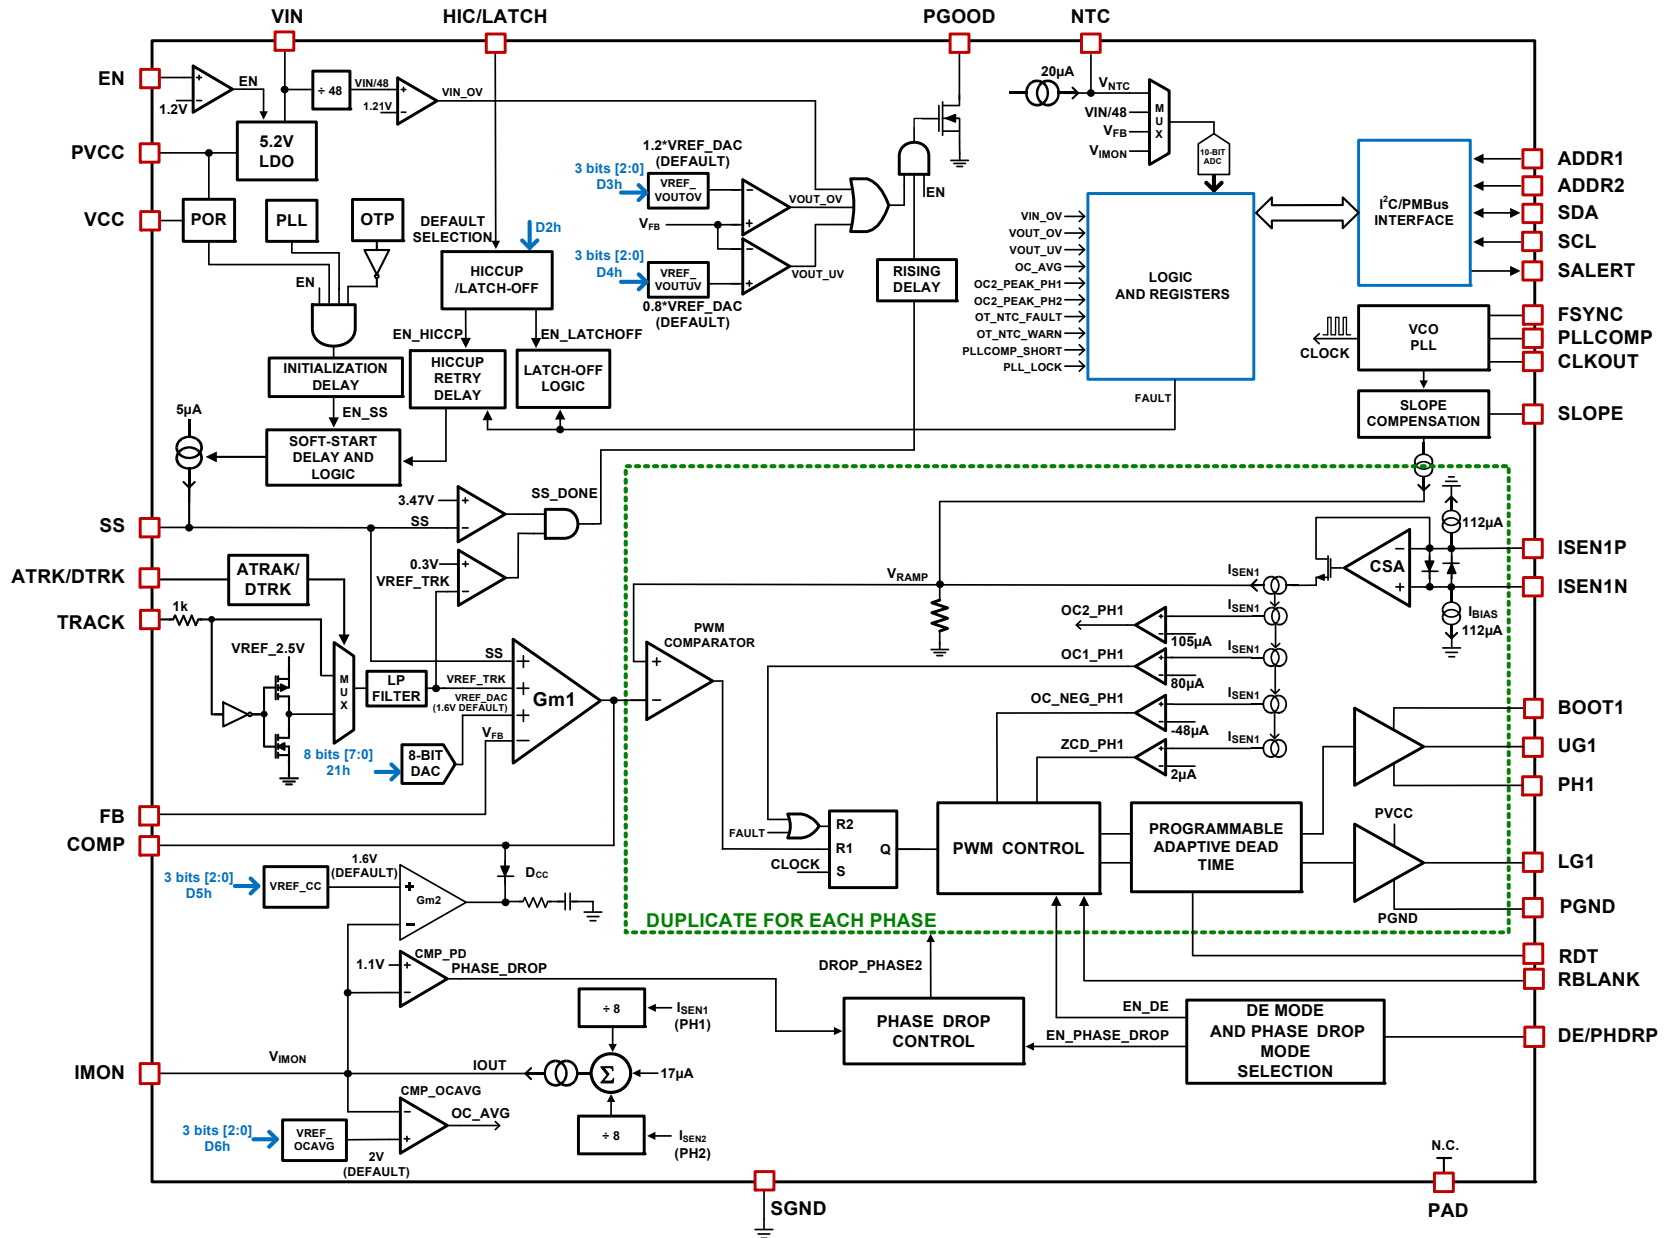 VIN
HIC/LATCH
PGOOD
NTC
EN
PVCC
VCC
SS
ATRK/DTRK
TRACK
FB
COMP
IMON
ADDR1
ADDR2
SDA
SCL
SALERT
FSYNC
PLLCOMP
CLKOUT
SLOPE
ISEN1P
ISEN1N
BOOT1
UG1
PH1
LG1
PGND
RDT
RBLANK
DE/PHDRP
SGND
PAD
N.C.
+
−
1.2V
EN
÷ 48
VIN/48
1.21V
+
−
VIN_OV
5.2V
LDO
POR
PLL
OTP
EN
INITIALIZATION
DELAY
EN_SS
5µA
SOFT-START
DELAY AND
LOGIC
DEFAULT
SELECTION
D2h
HICCUP
/LATCH-OFF
EN_HICCP
EN_LATCHOFF
HICCUP
RETRY
DELAY
LATCH-OFF
LOGIC
1.2*VREF_DAC
(DEFAULT)
3 bits [2:0]
D3h
VREF_
VOUTOV
VFB
3 bits [2:0]
D4h
VREF_
VOUTUV
0.8*VREF_DAC
(DEFAULT)
−
+
−
+
VOUT_OV
VOUT_UV
EN
RISING
DELAY
20µA
VNTC
VIN/48
VFB
VIMON
M
U
X
10-BIT
ADC
VIN_OV
VOUT_OV
VOUT_UV
OC_AVG
OC2_PEAK_PH1
OC2_PEAK_PH2
OT_NTC_FAULT
OT_NTC_WARN
PLLCOMP_SHORT
PLL_LOCK
LOGIC
AND REGISTERS
FAULT
I2C/PMBus
INTERFACE
CLOCK
VCO
PLL
SLOPE
COMPENSATION
3.47V
SS
+
−
SS_DONE
0.3V
VREF_TRK
+
−
ATRAK/
DTRK
1k
VREF_2.5V
M
U
X
LP
FILTER
SS
VREF_TRK
VREF_DAC
(1.6V DEFAULT)
VFB
+
+
+
−
Gm1
8 bits [7:0]
21h
8-BIT
DAC
PWM
COMPARATOR
+
−
VRAMP
ISEN1
ISEN1
ISEN1
ISEN1
ISEN1
−
CSA
+
112µA
IBIAS
112µA
OC2_PH1
+
−
105µA
OC1_PH1
+
−
80µA
OC_NEG_PH1
+
−
-48µA
ZCD_PH1
+
−
2µA
FAULT
CLOCK
R2
R1
S
Q
PWM CONTROL
PROGRAMMABLE
ADAPTIVE DEAD
TIME
PVCC
PGND
DUPLICATE FOR EACH PHASE
3 bits [2:0]
D5h
VREF_CC
1.6V
(DEFAULT)
+
Gm2
−
DCC
1.1V
CMP_PD
+
−
PHASE_DROP
DROP_PHASE2
PHASE DROP
CONTROL
EN_DE
EN_PHASE_DROP
DE MODE
AND PHASE DROP
MODE
SELECTION
VIMON
IOUT
÷ 8
ISEN1
(PH1)
Σ
17µA
÷ 8
ISEN2
(PH2)
CMP_OCAVG
−
+
OC_AVG
3 bits [2:0]
D6h
VREF_
OCAVG
2V
(DEFAULT)